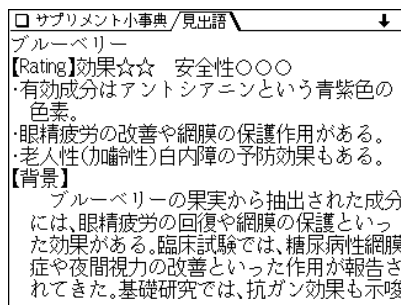 サプリメント小事典 見出語
ブルーベリー
【Rating】効果☆☆ 安全性○○○
・有効成分はアントシアニンという青紫色の
色素。
・眼精疲労の改善や網膜の保護作用がある。
・老人性(加齢性)白内障の予防効果もある。
【背景】
ブルーベリーの果実から抽出された成分
には、眼精疲労の回復や網膜の保護といっ
た効果がある。臨床試験では、糖尿病性網膜
症や夜間視力の改善といった作用が報告さ
れてきた。基礎研究では、抗ガン効果も示唆